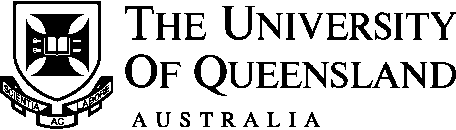 THE UNIVERSITY
OF QUEENSLAND
AUSTRALIA
SCIENTIA AC LABORE